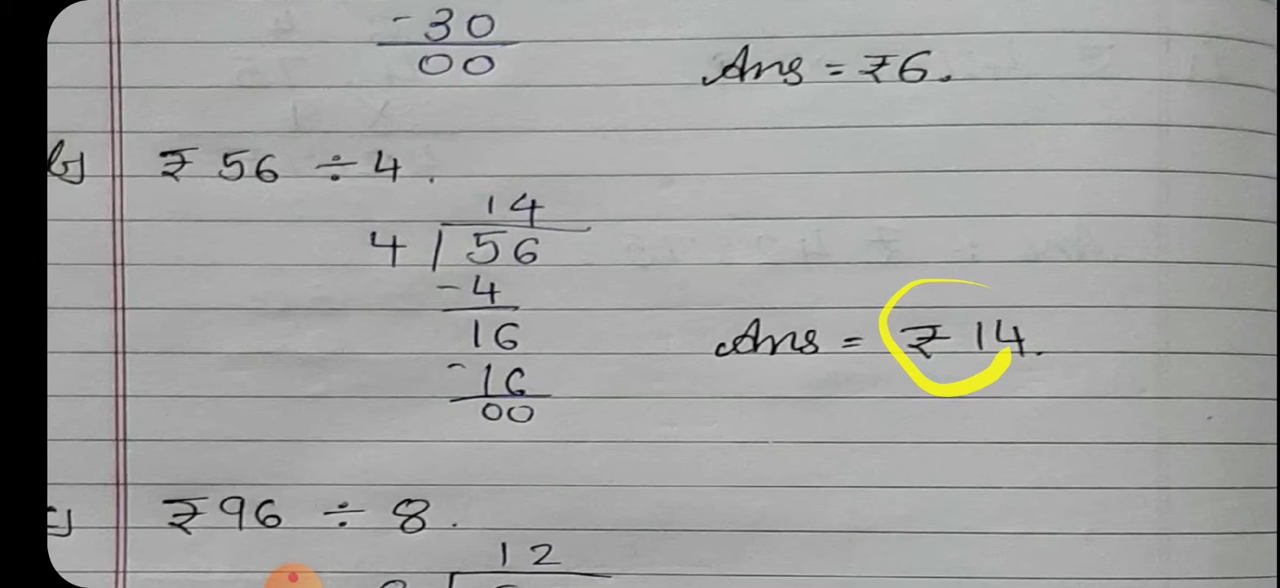 -30
00
Ans = ₹6.
b) ₹ 56 ÷ 4.
14
4 56
-4
16
Ans = ₹ 14.
-16
00
c) ₹96 ÷ 8.
12